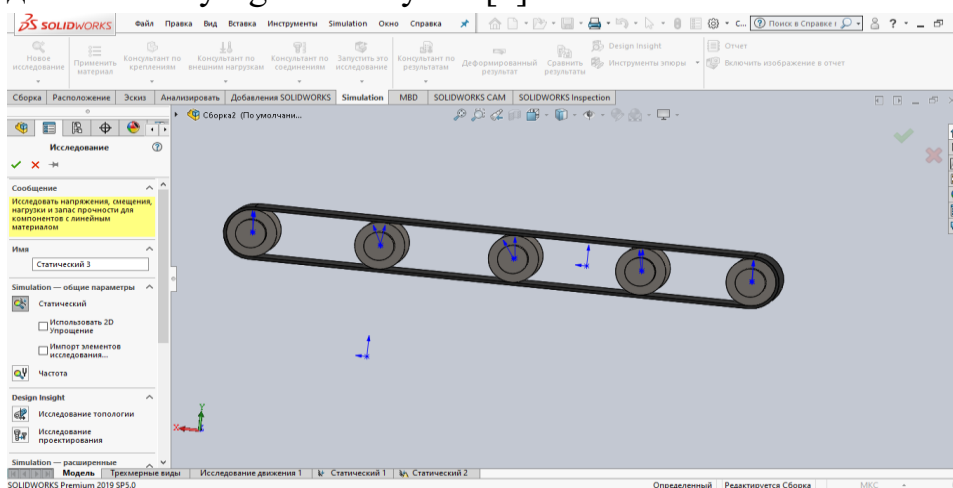 SOLIDWORKS Файл Правка Вид Вставка Инструменты Simulation Окно Справка С... Поиск в Справке г ?
Новое исследование
Применить материал
Консультант по креплениям
Консультант по внешним нагрузкам
Консультант по соединениям
Запустить это исследование
Консультант по результатам
Деформированный результат
Сравнить результаты
Design Insight
Инструменты эпюры
Отчет
Включить изображение в отчет
Сборка Расположение Эскиз Анализировать Добавления SOLIDWORKS Simulation MBD SOLIDWORKS CAM SOLIDWORKS Inspection
Сборка2 (По умолчани...
Исследование
Сообщение
Исследовать напряжения, смещения,
нагрузки и запас прочности для
компонентов с линейным
материалом
Имя
Статический 3
Simulation — общие параметры
Статический
Использовать 2D
Упрощение
Импорт элементов
исследования...
Частота
Design Insight
Исследование топологии
Исследование
проектирования
Simulation — расширенные
Y
X
Модель Трехмерные виды Исследование движения 1 Статический 1 Статический 2
SOLIDWORKS Premium 2019 SP5.0 Определенный Редактируется Сборка МКС